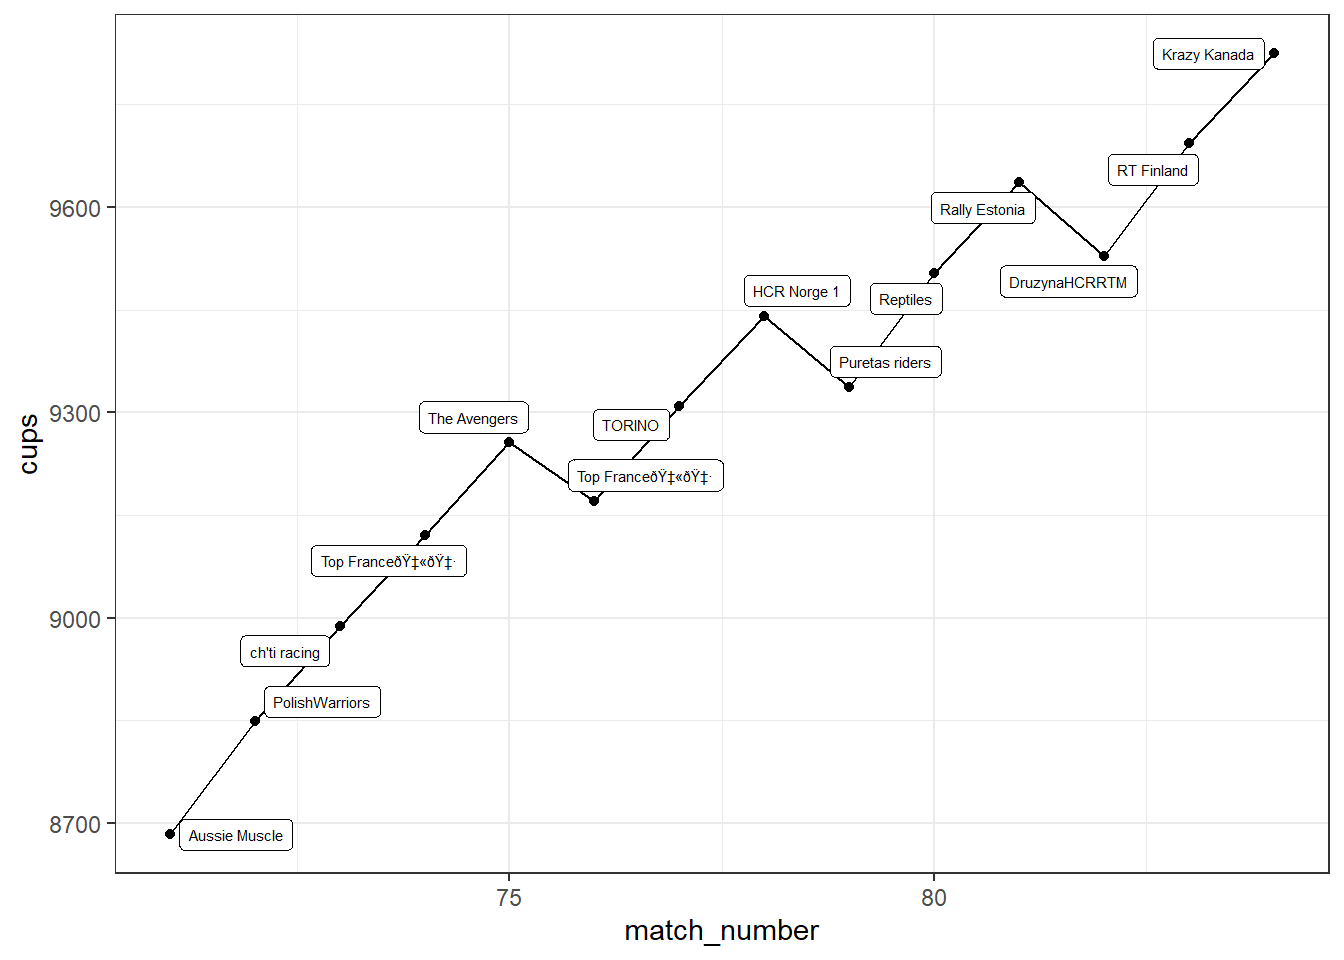 Krazy Kanada
RT Finland
9600
Rally Estonia
DruzynaHCRRTM
HCR Norge 1
Reptiles
Puretas riders
9300
The Avengers
TORINO
Top FranceðŸ‡«ðŸ‡·
Top FranceðŸ‡«ðŸ‡·
cups
9000
ch'ti racing
PolishWarriors
8700
Aussie Muscle
75
80
match_number